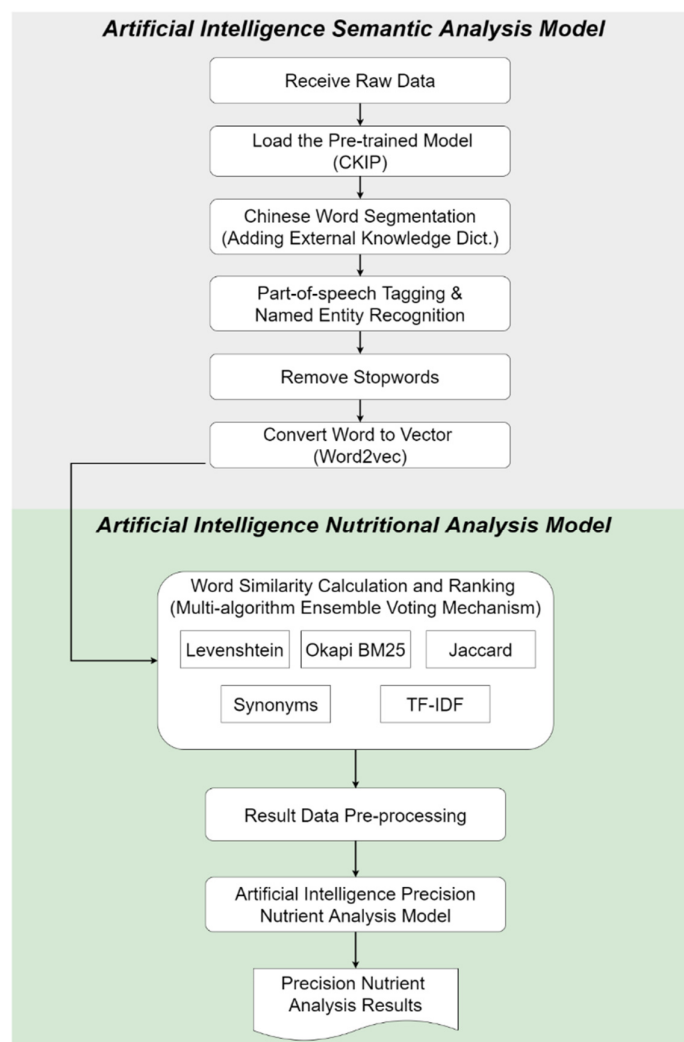 Artificial Intelligence Semantic Analysis Model
Receive Raw Data
Load the Pre-trained Model
(CKIP)
Chinese Word Segmentation
(Adding External Knowledge Dict.)
Part-of-speech Tagging &
Named Entity Recognition
Remove Stopwords
Convert Word to Vector
(Word2vec)
Artificial Intelligence Nutritional Analysis Model
Word Similarity Calculation and Ranking
(Multi-algorithm Ensemble Voting Mechanism)
Levenshtein Okapi BM25 Jaccard
Synonyms TF-IDF
Result Data Pre-processing
Artificial Intelligence Precision
Nutrient Analysis Model
Precision Nutrient
Analysis Results